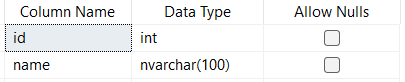 Column Name Data Type Allow Nulls
id int
name nvarchar(100)